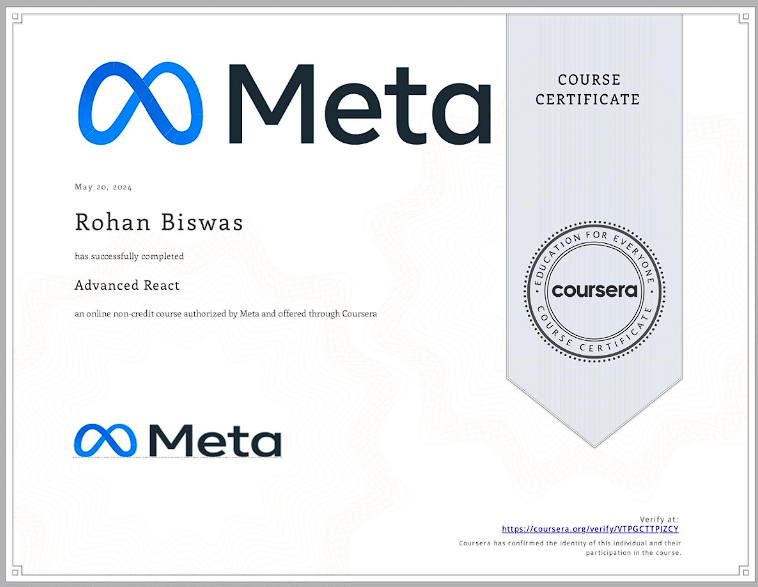 Meta
COURSE
CERTIFICATE
May 20, 2024
Rohan Biswas
has successfully completed
Advanced React
an online non-credit course authorized by Meta and offered through Coursera
EDUCATION FOR EVERYONE
coursera
COURSE CERTIFICATE
Meta
Verify at:
https://coursera.org/verify/VTPGCTTPJZCY
Coursera has confirmed the identity of this individual and their
participation in the course.